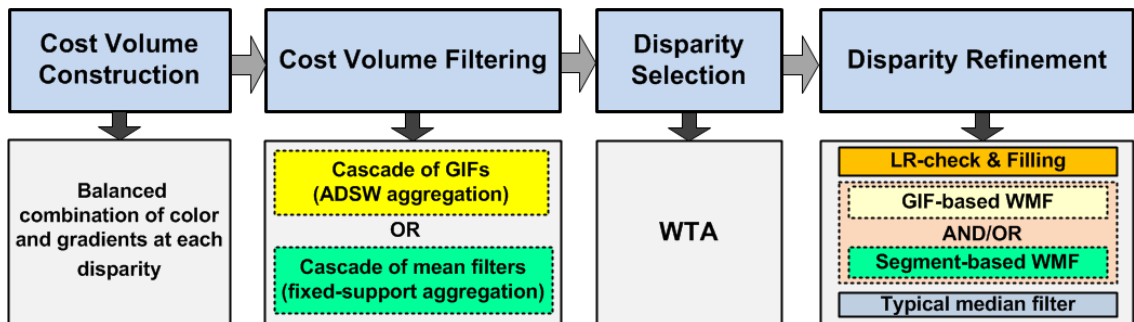 Cost Volume
Construction
Cost Volume Filtering
Disparity
Selection
Disparity Refinement
Balanced
combination of color
and gradients at each
disparity
Cascade of GIFs
(ADSW aggregation)
OR
Cascade of mean filters
(fixed-support aggregation)
WTA
LR-check & Filling
GIF-based WMF
AND/OR
Segment-based WMF
Typical median filter